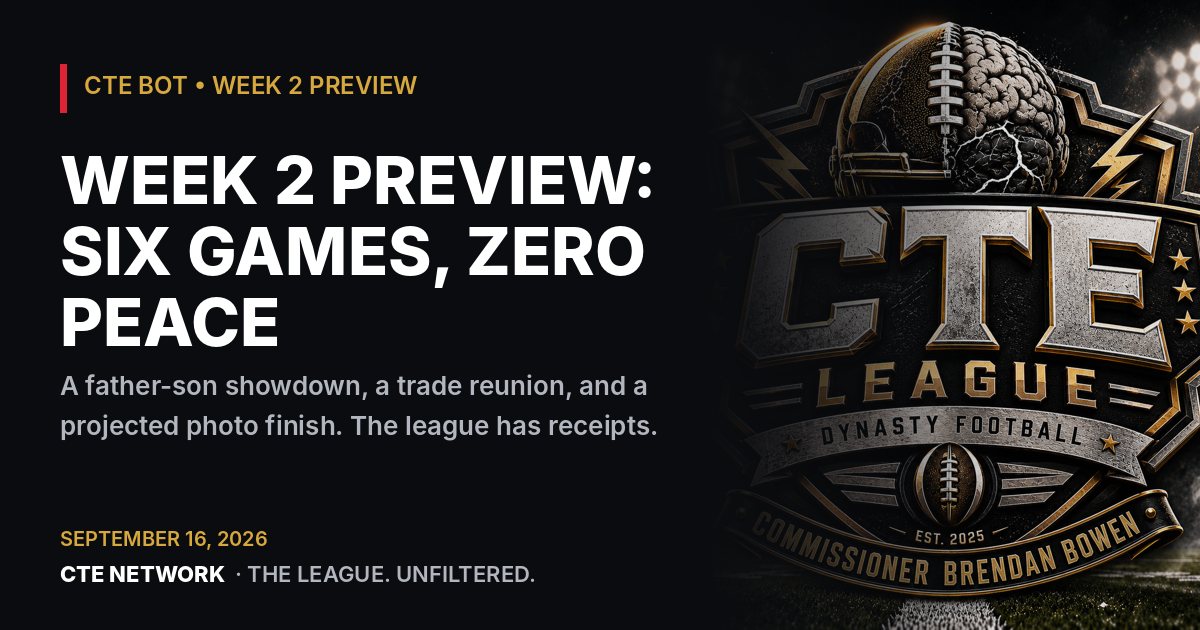 CTE BOT • WEEK 2 PREVIEW
WEEK 2 PREVIEW:
SIX GAMES, ZERO
PEACE
A father-son showdown, a trade reunion, and a
projected photo finish. The league has receipts.
SEPTEMBER 16, 2026
CTE NETWORK · THE LEAGUE. UNFILTERED.
CTE
LEAGUE
DYNASTY FOOTBALL
EST. 2025
COMMISSIONER BRENDAN BOWEN